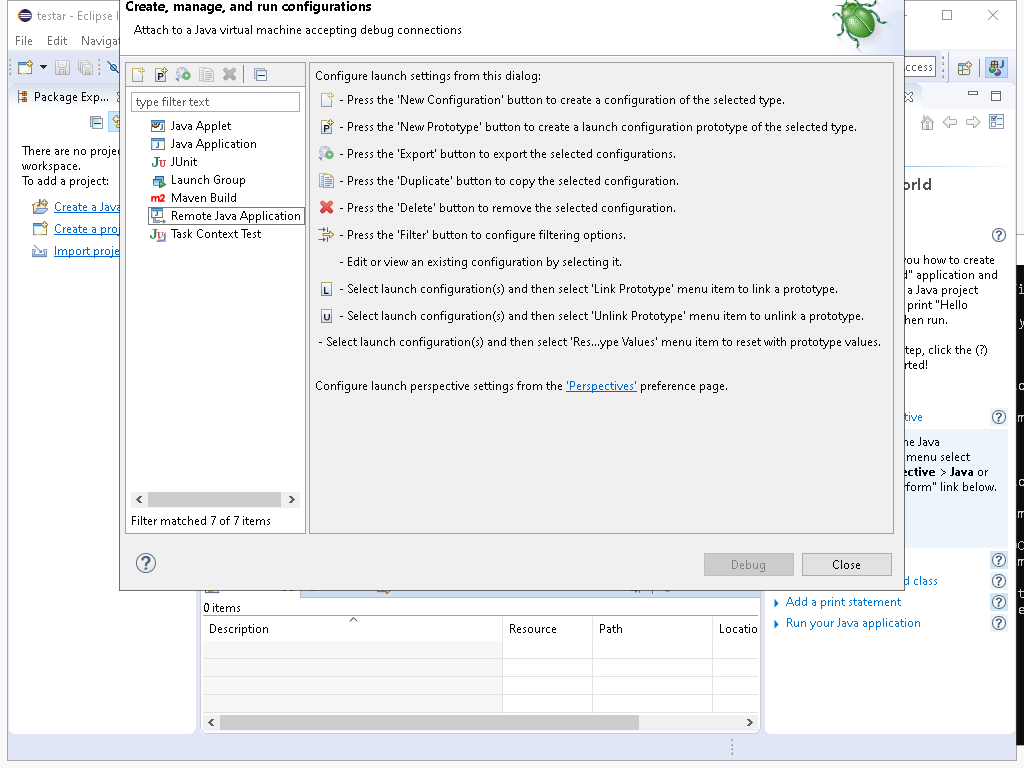 testar - Eclipse
Create, manage, and run configurations
Attach to a Java virtual machine accepting debug connections
File Edit
cess
Package Exp...
type filter text
Java Applet
Java Application
JUnit
Launch Group
Maven Build
Remote Java Application
Task Context Test
Filter matched 7 of 7 items
Configure launch settings from this dialog:
- Press the 'New Configuration' button to create a configuration of the selected type.
- Press the 'New Prototype' button to create a launch configuration prototype of the selected type.
- Press the 'Export' button to export the selected configurations.
- Press the 'Duplicate' button to copy the selected configuration.
- Press the 'Delete' button to remove the selected configuration.
- Press the 'Filter' button to configure filtering options.
- Edit or view an existing configuration by selecting it.
L - Select launch configuration(s) and then select 'Link Prototype' menu item to link a prototype.
U - Select launch configuration(s) and then select 'Unlink Prototype' menu item to unlink a prototype.
- Select launch configuration(s) and then select 'Res...ype Values' menu item to reset with prototype values.
Configure launch perspective settings from the 'Perspectives' preference page.
Debug
Close
There are no proje
workspace.
To add a project:
Create a Java
Create a proj
Import proje
orld
you how to create
d" application and
a Java project
print "Hello
hen run.
tep, click the (?)
rted!
tive
he Java
menu select
ective > Java or
form" link below.
d class
Add a print statement
Run your Java application
0 items
Description Resource Path Locatio